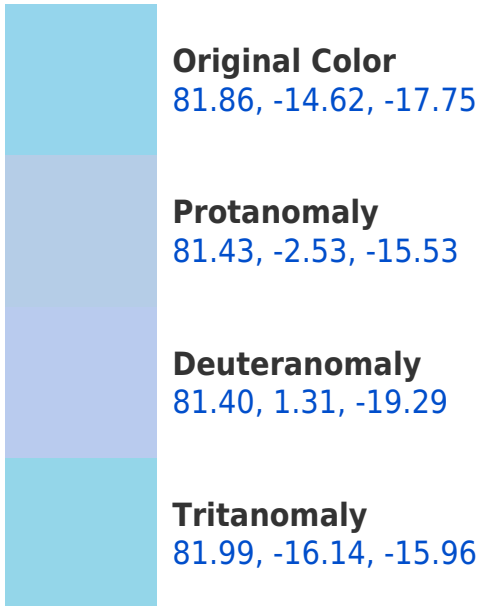 Original Color
81.86, -14.62, -17.75
Protanomaly
81.43, -2.53, -15.53
Deuteranomaly
81.40, 1.31, -19.29
Tritanomaly
81.99, -16.14, -15.96